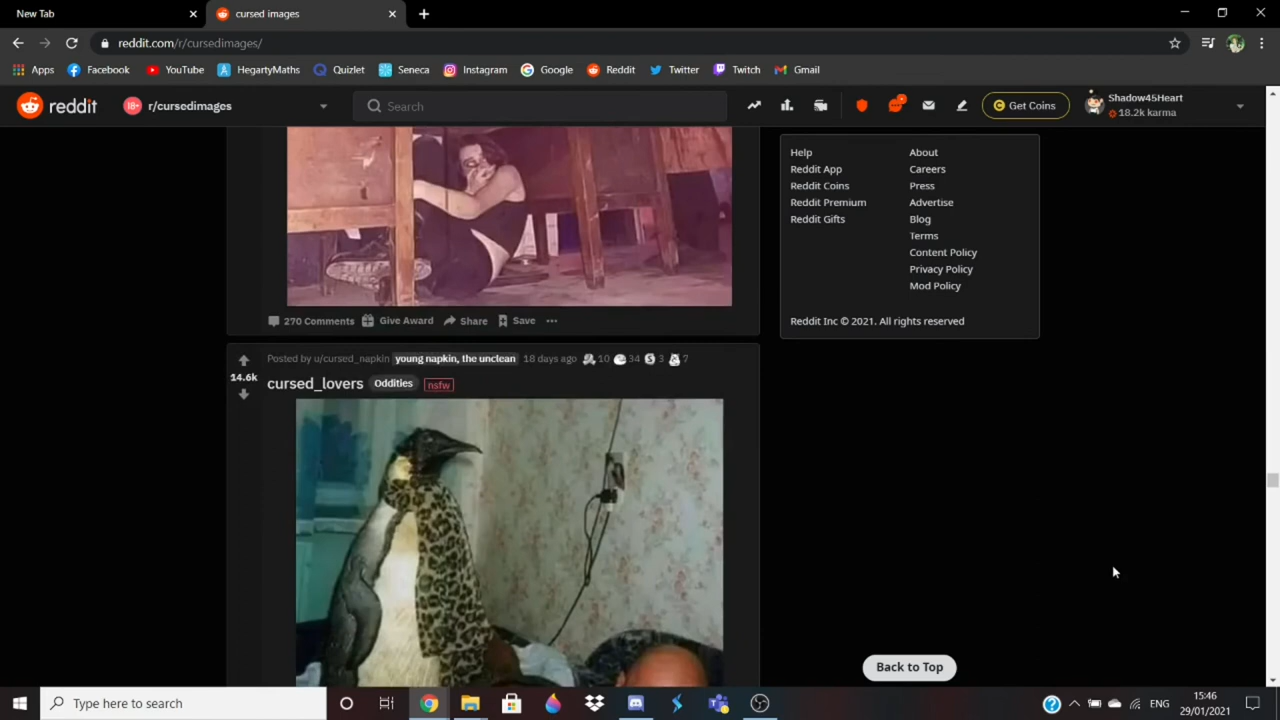 New Tab
cursed images
reddit.com/r/cursedimages/
Apps Facebook YouTube HegartyMaths Quizlet Seneca Instagram Google Reddit Twitter Twitch Gmail
reddit 18+ r/cursedimages Search Get Coins Shadow45Heart
18.2k karma
Help About
Reddit App Careers
Reddit Coins Press
Reddit Premium Advertise
Reddit Gifts Blog
Terms
Content Policy
Privacy Policy
Mod Policy
Reddit Inc © 2021. All rights reserved
270 Comments Give Award Share Save
Posted by u/cursed_napkin young napkin, the unclean 18 days ago 10 34 3 7
14.6k
cursed_lovers Oddities nsfw
Back to Top
Type here to search
ENG
15:46
29/01/2021